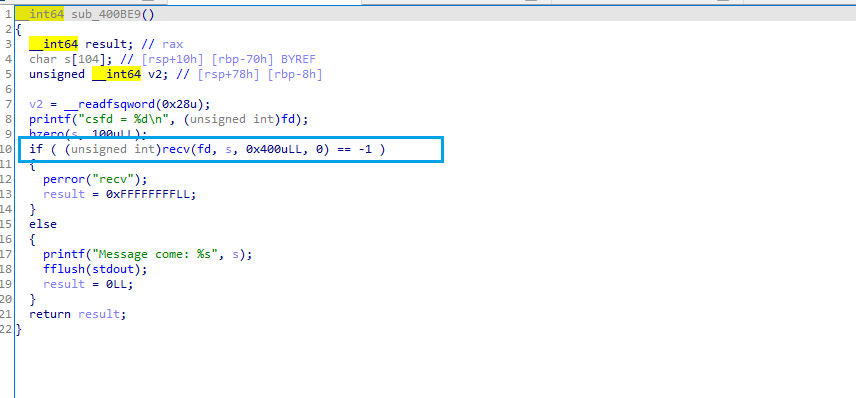 1 __int64 sub_400BE9()
2 {
3 __int64 result; // rax
4 char s[104]; // [rsp+10h] [rbp-70h] BYREF
5 unsigned __int64 v2; // [rsp+78h] [rbp-8h]
6
7 v2 = __readfsqword(0x28u);
8 printf("csfd = %d\n", (unsigned int)fd);
9 bzero(s, 100uLL);
10 if ( (unsigned int)recv(fd, s, 0x400uLL, 0) == -1 )
11 {
12 perror("recv");
13 result = 0xFFFFFFFFLL;
14 }
15 else
16 {
17 printf("Message come: %s", s);
18 fflush(stdout);
19 result = 0LL;
20 }
21 return result;
22 }